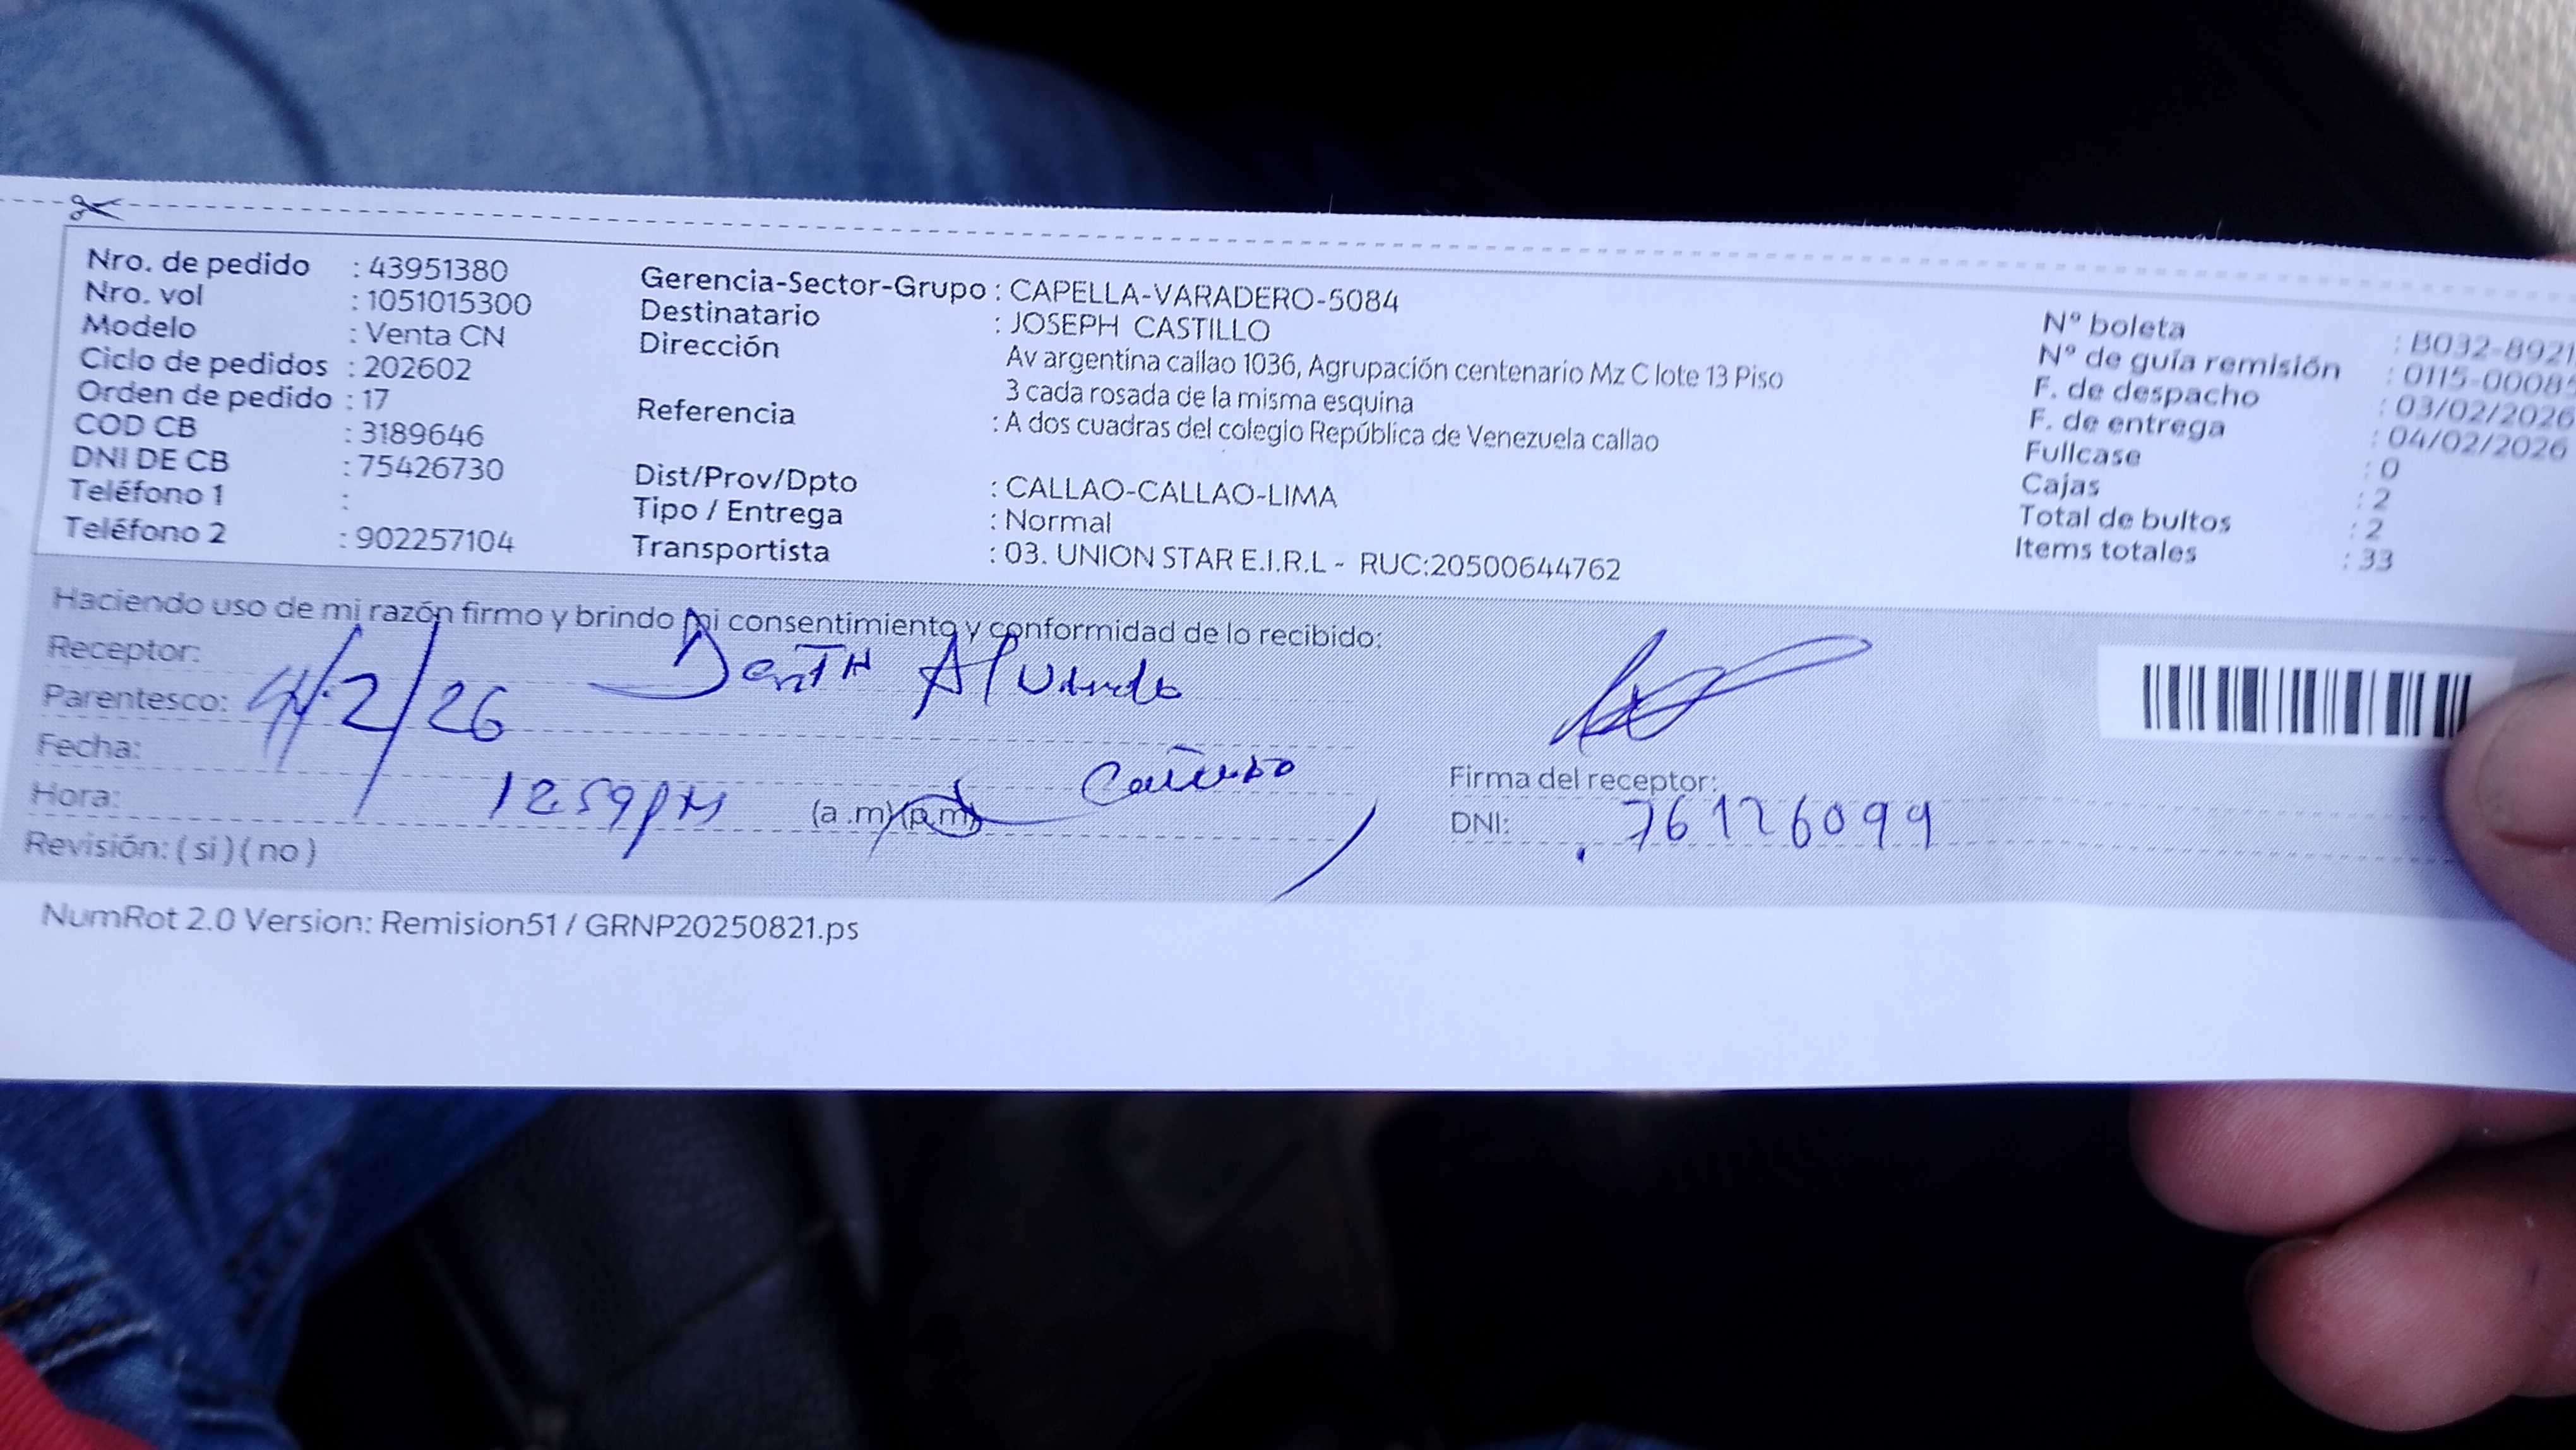 Nro. de pedido : 43951380
Nro. vol : 1051015300
Modelo : Venta CN
Ciclo de pedidos : 202602
Orden de pedido : 17
COD CB : 3189646
DNI DE CB : 75426730
Teléfono 1 :
Teléfono 2 : 902257104
Gerencia-Sector-Grupo : CAPELLA-VARADERO-5084
Destinatario : JOSEPH CASTILLO
Dirección Av argentina callao 1036, Agrupación centenario Mz C lote 13 Piso
3 cada rosada de la misma esquina
Referencia : A dos cuadras del colegio República de Venezuela callao
Dist/Prov/Dpto : CALLAO-CALLAO-LIMA
Tipo / Entrega : Normal
Transportista : 03. UNION STAR E.I.R.L - RUC:20500644762
N° boleta : B032-8921
N° de guía remisión : 0115-0008
F. de despacho : 03/02/2026
F. de entrega : 04/02/2026
Fullcase : 0
Cajas : 2
Total de bultos : 2
Items totales : 33
Haciendo uso de mi razón firmo y brindo mi consentimiento y conformidad de lo recibido:
Receptor:
Parentesco: 4/2/26
Fecha:
Hora: 12 59 pm (a.m)(p.m)
Revisión: ( si ) ( no )
Firma del receptor:
DNI: 76126099
NumRot 2.0 Version: Remision51 / GRNP20250821.ps